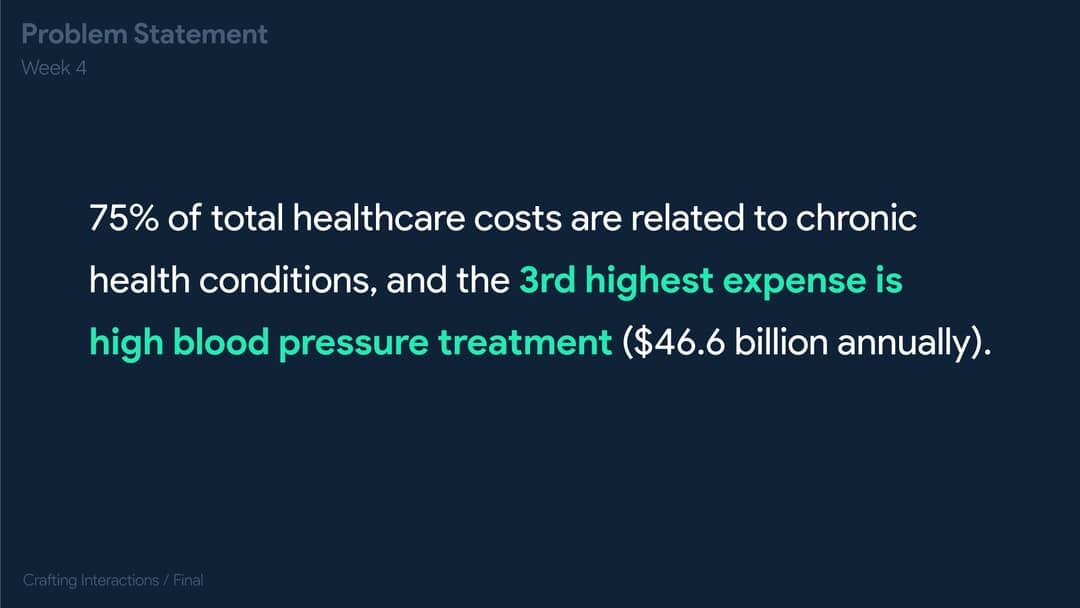 Problem Statement
Week 4
75% of total healthcare costs are related to chronic
health conditions, and the 3rd highest expense is
high blood pressure treatment ($46.6 billion annually).
Crafting Interactions / Final